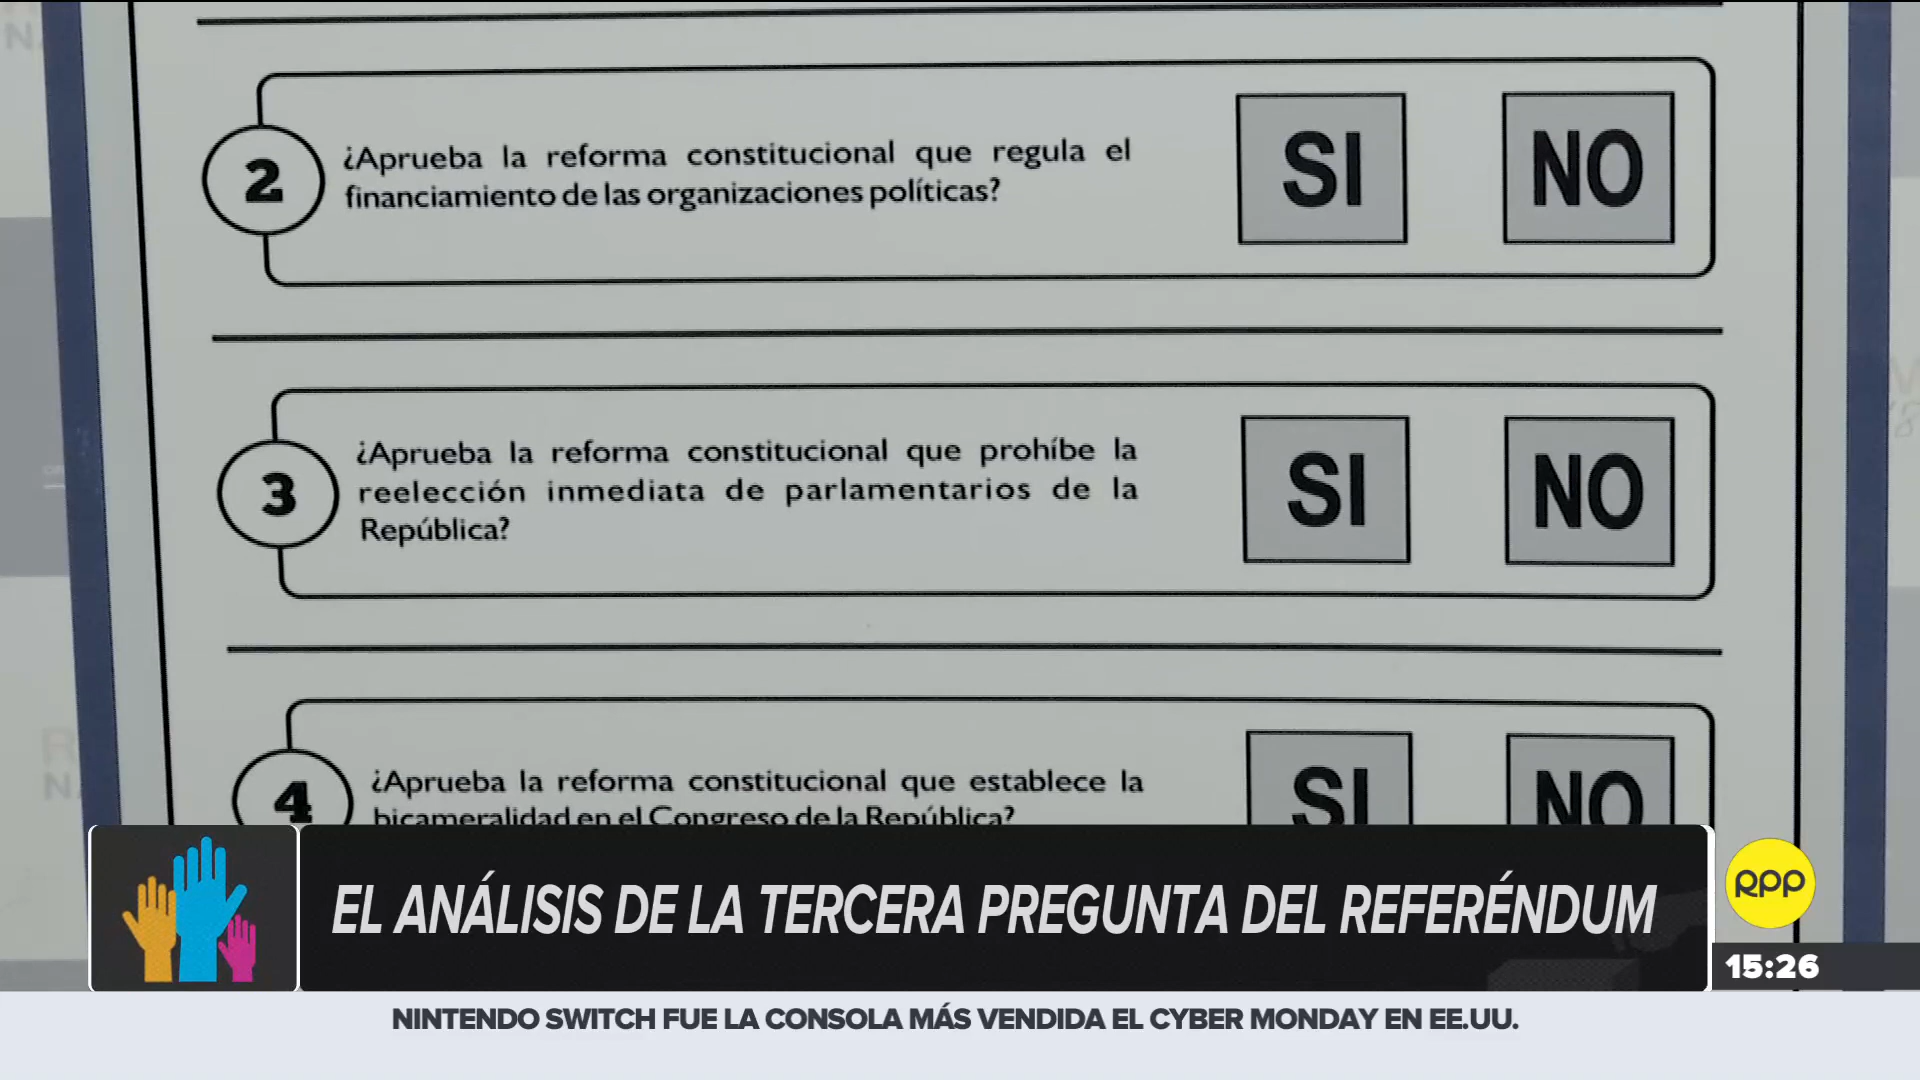 2
¿Aprueba la reforma constitucional que regula el
financiamiento de las organizaciones políticas?
SI
NO
3
¿Aprueba la reforma constitucional que prohíbe la
reelección inmediata de parlamentarios de la
República?
SI
NO
4
¿Aprueba la reforma constitucional que establece la
bicameralidad en el Congreso de la República?
SI
NO
EL ANÁLISIS DE LA TERCERA PREGUNTA DEL REFERÉNDUM
RPP
15:26
NINTENDO SWITCH FUE LA CONSOLA MÁS VENDIDA EL CYBER MONDAY EN EE.UU.